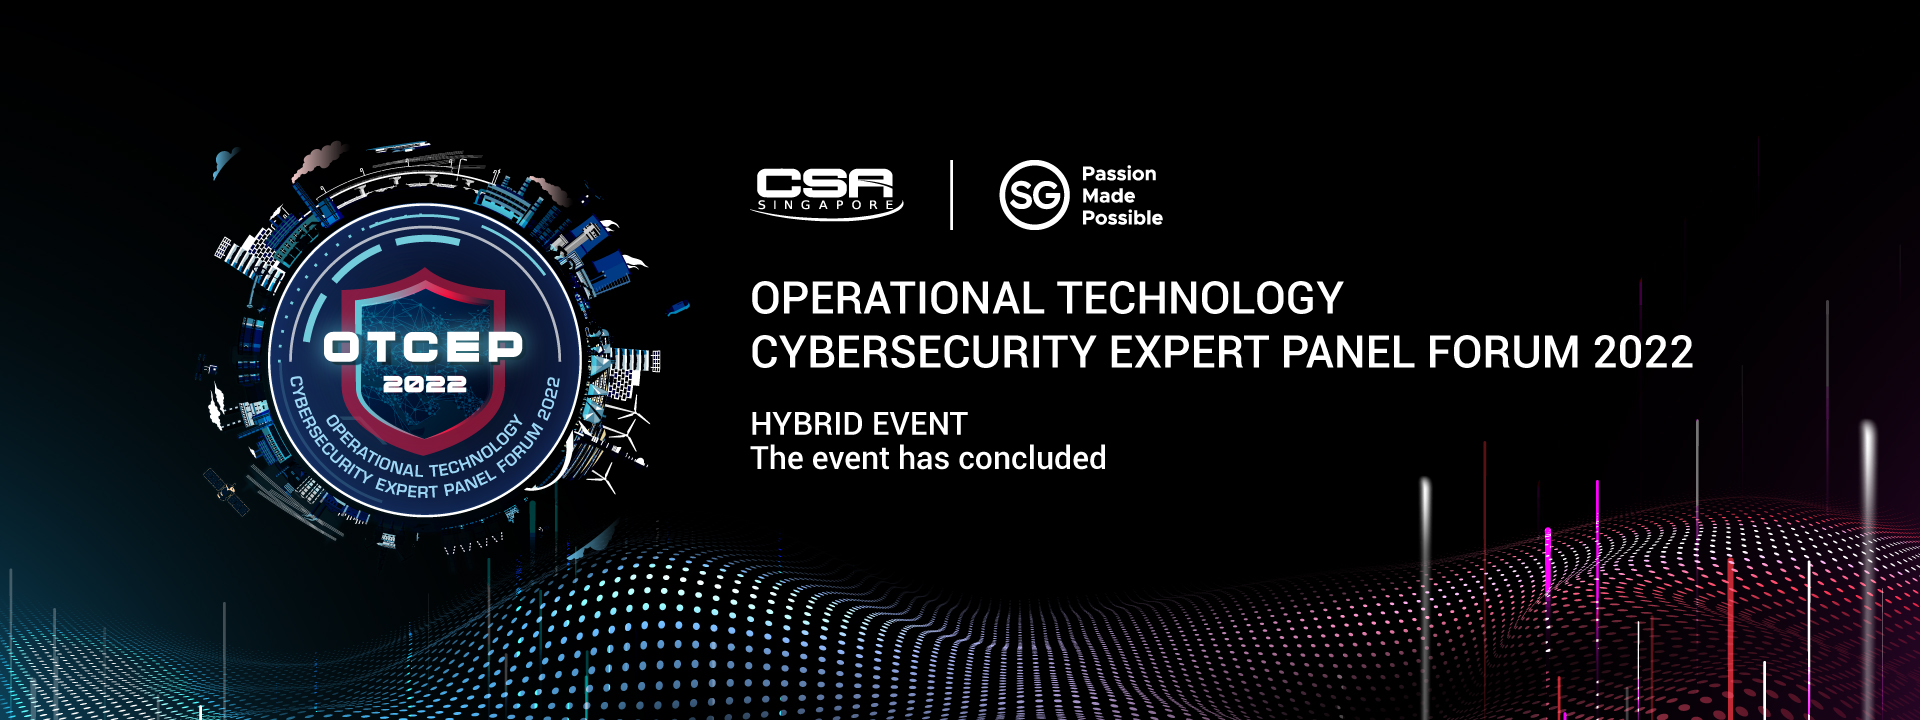 OTCEP
2022
OPERATIONAL TECHNOLOGY
CYBERSECURITY EXPERT PANEL FORUM 2022
CSA
SINGAPORE
SG
Passion
Made
Possible
OPERATIONAL TECHNOLOGY
CYBERSECURITY EXPERT PANEL FORUM 2022
HYBRID EVENT
The event has concluded